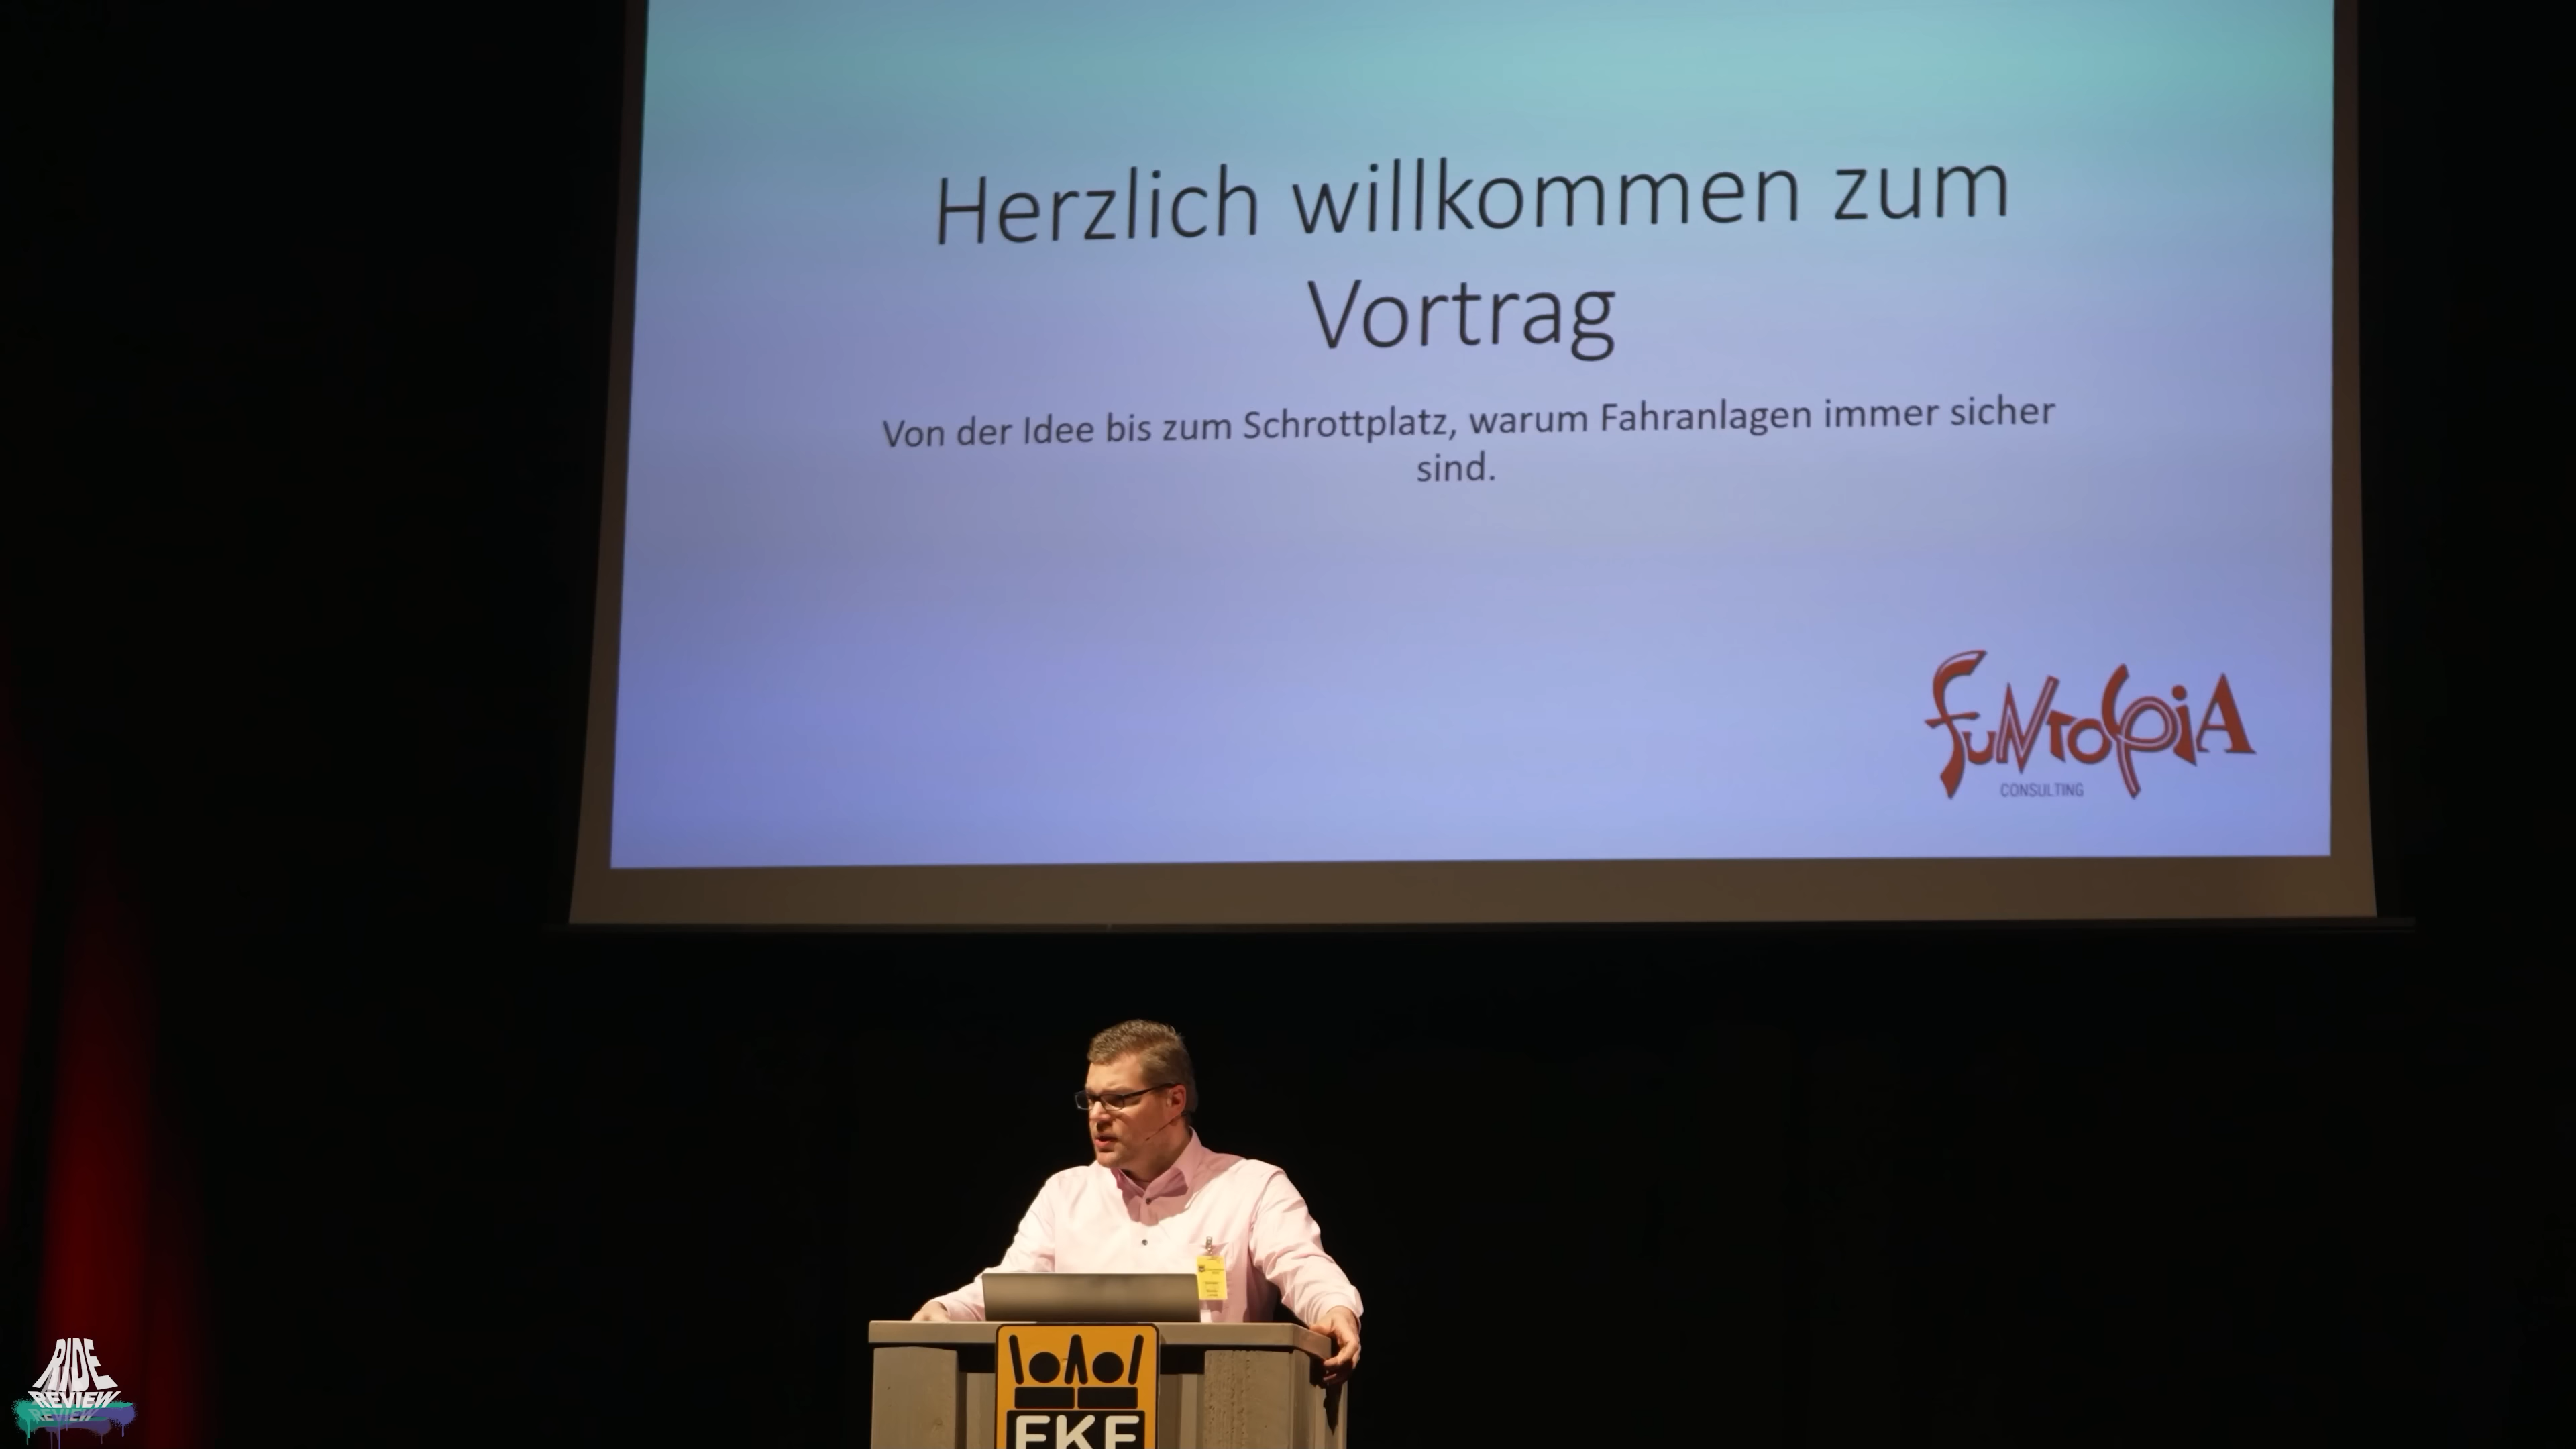 Herzlich willkommen zum
Vortrag
Von der Idee bis zum Schrottplatz, warum Fahranlagen immer sicher
sind.
FUNTOPiA
CONSULTING
RIDE
REVIEW
REVIEW
FKF